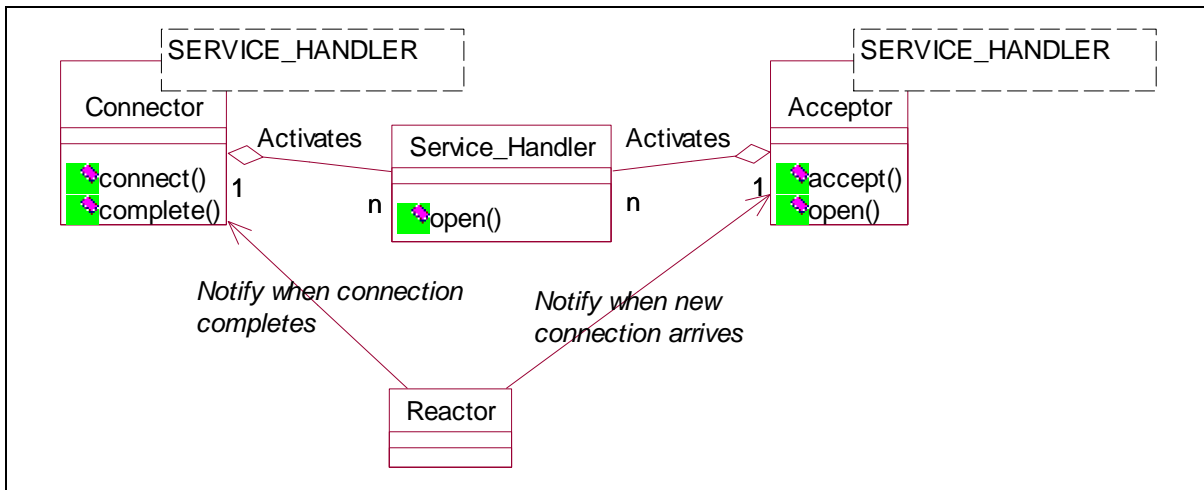 SERVICE_HANDLER
SERVICE_HANDLER
Connector
Acceptor
Activates
Service_Handler
Activates
connect()
complete()
1
n
open()
n
1
accept()
open()
Notify when connection
completes
Notify when new
connection arrives
Reactor